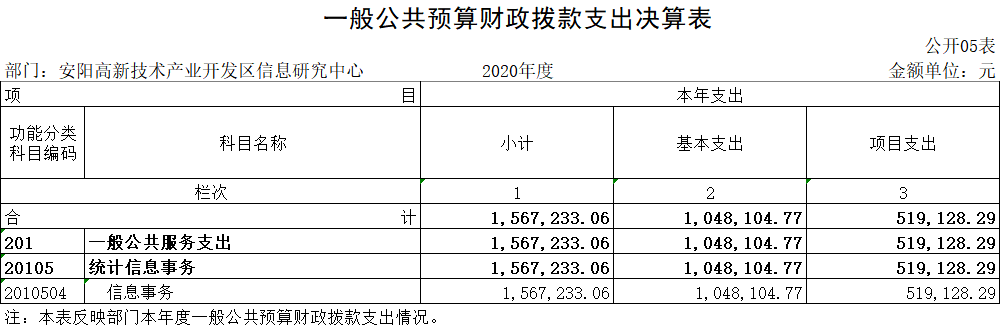 一般公共预算财政拨款支出决算表
公开05表
部门：安阳高新技术产业开发区信息研究中心 2020年度 金额单位：元
项 目 本年支出
功能分类
科目编码 科目名称 小计 基本支出 项目支出
栏次 1 2 3
合 计 1,567,233.06 1,048,104.77 519,128.29
201 一般公共服务支出 1,567,233.06 1,048,104.77 519,128.29
20105 统计信息事务 1,567,233.06 1,048,104.77 519,128.29
2010504 信息事务 1,567,233.06 1,048,104.77 519,128.29
注：本表反映部门本年度一般公共预算财政拨款支出情况。